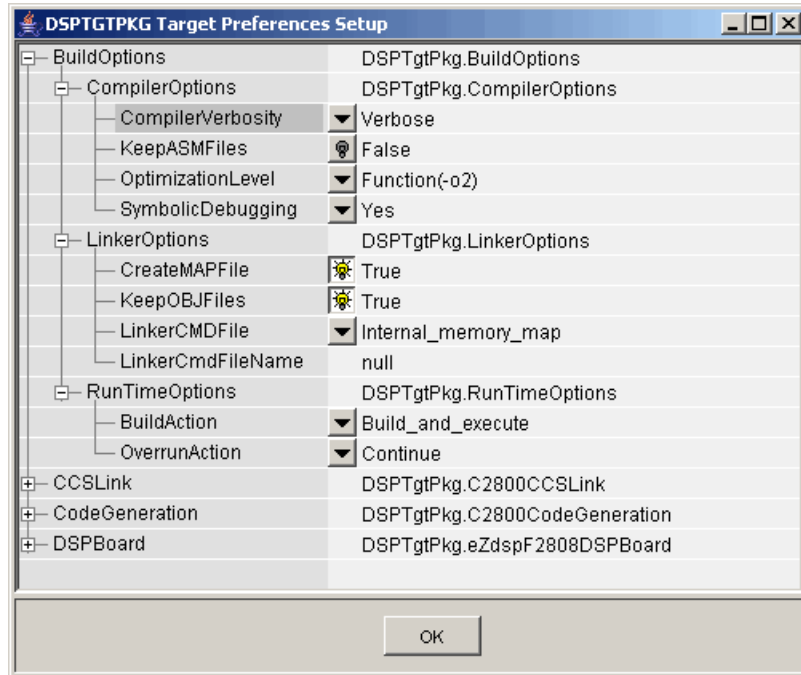 DSPTGTPKG Target Preferences Setup
BuildOptions DSPTgtPkg.BuildOptions
CompilerOptions DSPTgtPkg.CompilerOptions
CompilerVerbosity Verbose
KeepASMFiles False
OptimizationLevel Function(-o2)
SymbolicDebugging Yes
LinkerOptions DSPTgtPkg.LinkerOptions
CreateMAPFile True
KeepOBJFiles True
LinkerCMDFile Internal_memory_map
LinkerCmdFileName null
RunTimeOptions DSPTgtPkg.RunTimeOptions
BuildAction Build_and_execute
OverrunAction Continue
CCSLink DSPTgtPkg.C2800CCSLink
CodeGeneration DSPTgtPkg.C2800CodeGeneration
DSPBoard DSPTgtPkg.eZdspF2808DSPBoard
OK